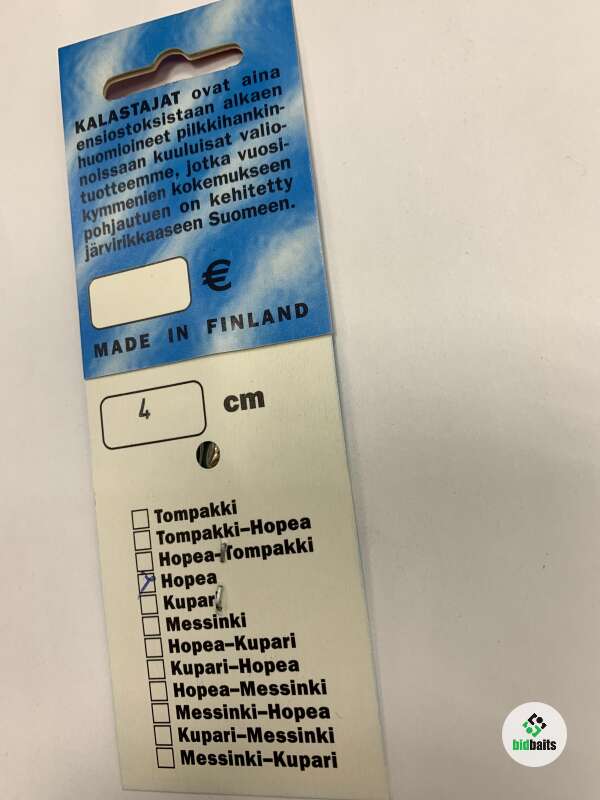 KALASTAJAT ovat aina
ensiostoksistaan alkaen
huomioineet pilkkihankin-
noissaan kuuluisat valio-
tuotteemme, jotka vuosi-
kymmenien kokemukseen
pohjautuen on kehitetty
järvirikkaaseen Suomeen.
€
MADE IN FINLAND
4 cm
Tompakki
Tompakki–Hopea
Hopea–Tompakki
Hopea
Kupari
Messinki
Hopea–Kupari
Kupari–Hopea
Hopea–Messinki
Messinki–Hopea
Kupari–Messinki
Messinki–Kupari
bidbaits